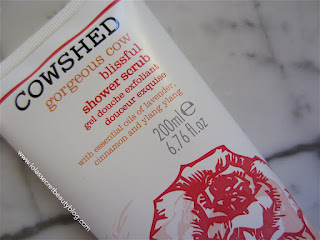 COWSHED
gorgeous cow
blissful
shower scrub
gel douche exfoliant
douceur exquise
with essential oils of lavender,
cinnamon and ylang ylang
200ml e
6.76 fl.oz
www.lolassecretbeautyblog.com